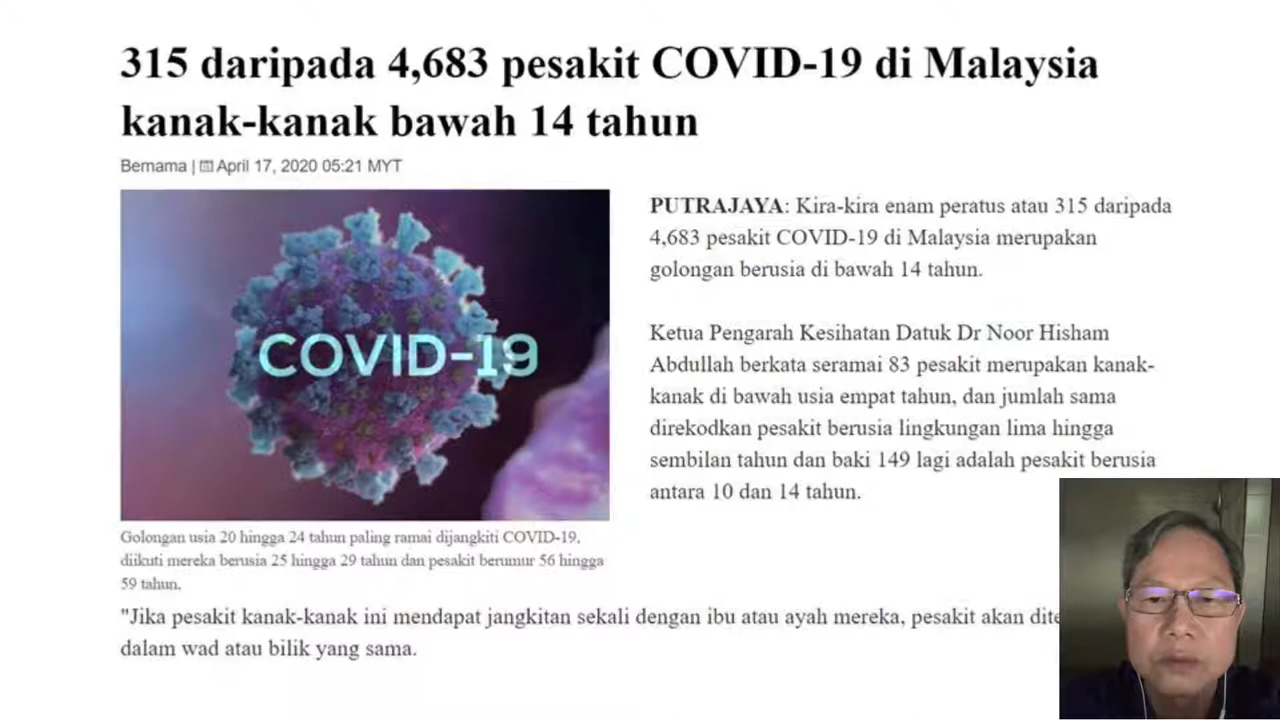 315 daripada 4,683 pesakit COVID-19 di Malaysia
kanak-kanak bawah 14 tahun
Bernama | April 17, 2020 05:21 MYT
COVID-19
PUTRAJAYA: Kira-kira enam peratus atau 315 daripada
4,683 pesakit COVID-19 di Malaysia merupakan
golongan berusia di bawah 14 tahun.
Ketua Pengarah Kesihatan Datuk Dr Noor Hisham
Abdullah berkata seramai 83 pesakit merupakan kanak-
kanak di bawah usia empat tahun, dan jumlah sama
direkodkan pesakit berusia lingkungan lima hingga
sembilan tahun dan baki 149 lagi adalah pesakit berusia
antara 10 dan 14 tahun.
Golongan usia 20 hingga 24 tahun paling ramai dijangkiti COVID-19,
diikuti mereka berusia 25 hingga 29 tahun dan pesakit berumur 56 hingga
59 tahun.
"Jika pesakit kanak-kanak ini mendapat jangkitan sekali dengan ibu atau ayah mereka, pesakit akan
dalam wad atau bilik yang sama.